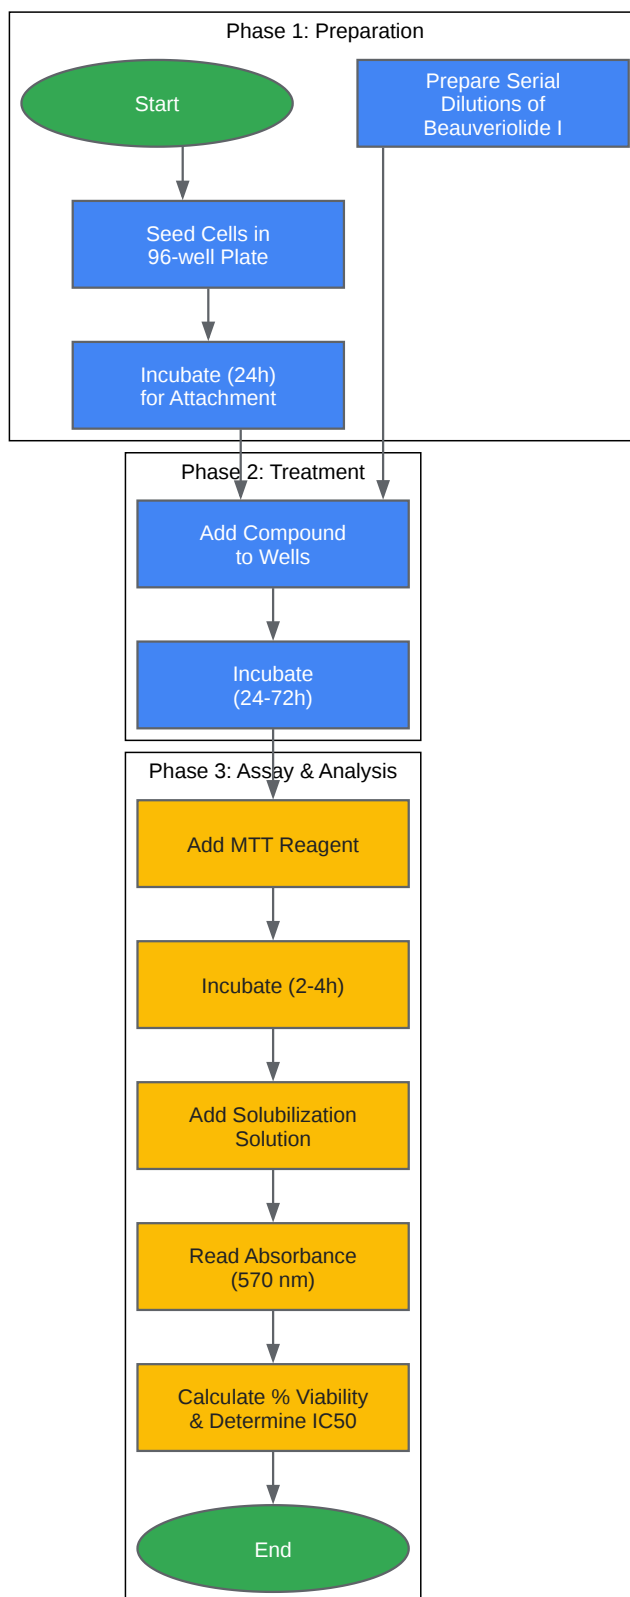 Phase 1: Preparation
Start
Prepare Serial
Dilutions of
Beauveriolide I
Seed Cells in
96-well Plate
Incubate (24h)
for Attachment
Phase 2: Treatment
Add Compound
to Wells
Incubate
(24-72h)
Phase 3: Assay & Analysis
Add MTT Reagent
Incubate (2-4h)
Add Solubilization
Solution
Read Absorbance
(570 nm)
Calculate % Viability
& Determine IC50
End